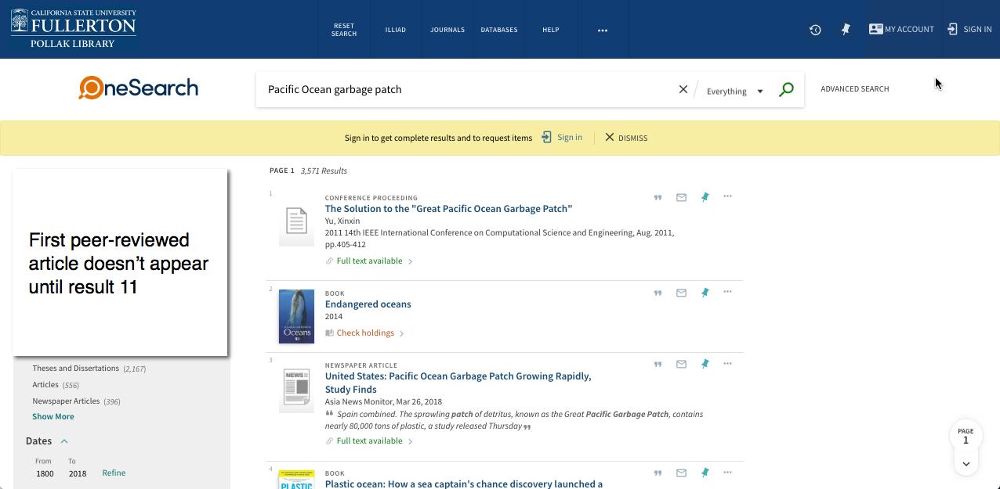 CALIFORNIA STATE UNIVERSITY
FULLERTON
POLLAK LIBRARY
RESET
SEARCH
ILLIAD
JOURNALS
DATABASES
HELP
•••
MY ACCOUNT
SIGN IN
OneSearch
Pacific Ocean garbage patch
Everything
ADVANCED SEARCH
Sign in to get complete results and to request items
Sign in
DISMISS
First peer-reviewed
article doesn't appear
until result 11
Theses and Dissertations (2,167)
Articles (556)
Newspaper Articles (396)
Show More
Dates
From To
1800 2018 Refine
PAGE 1 3,571 Results
1
CONFERENCE PROCEEDING
The Solution to the "Great Pacific Ocean Garbage Patch"
Yu, Xinxin
2011 14th IEEE International Conference on Computational Science and Engineering, Aug. 2011,
pp.405-412
Full text available
2
BOOK
Oceans
Endangered oceans
2014
Check holdings
3
NEWSPAPER ARTICLE
NEWS
United States: Pacific Ocean Garbage Patch Growing Rapidly,
Study Finds
Asia News Monitor, Mar 26, 2018
❝ Spain combined. The sprawling patch of detritus, known as the Great Pacific Garbage Patch, contains
nearly 80,000 tons of plastic, a study released Thursday ❞
Full text available
4
BOOK
PLASTIC
Plastic ocean: How a sea captain's chance discovery launched a
PAGE
1